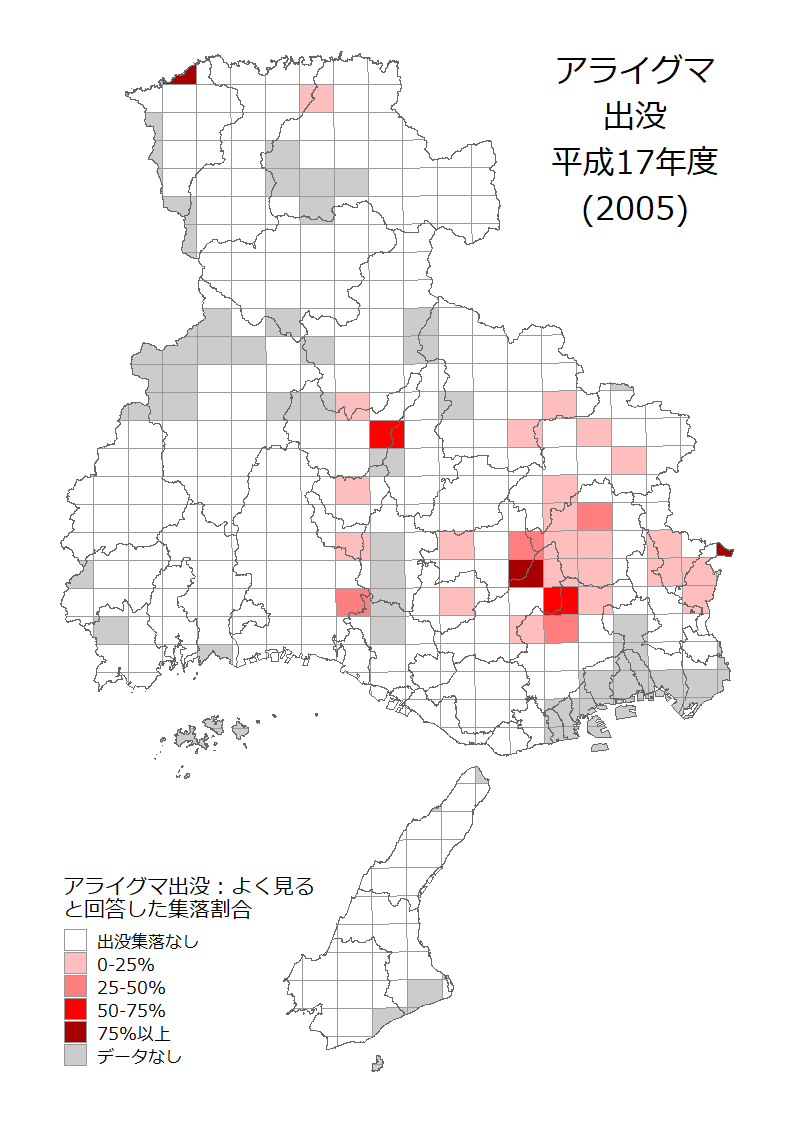 アライグマ
出没
平成17年度
(2005)
アライグマ出没：よく見る
と回答した集落割合
出没集落なし
0-25%
25-50%
50-75%
75%以上
データなし